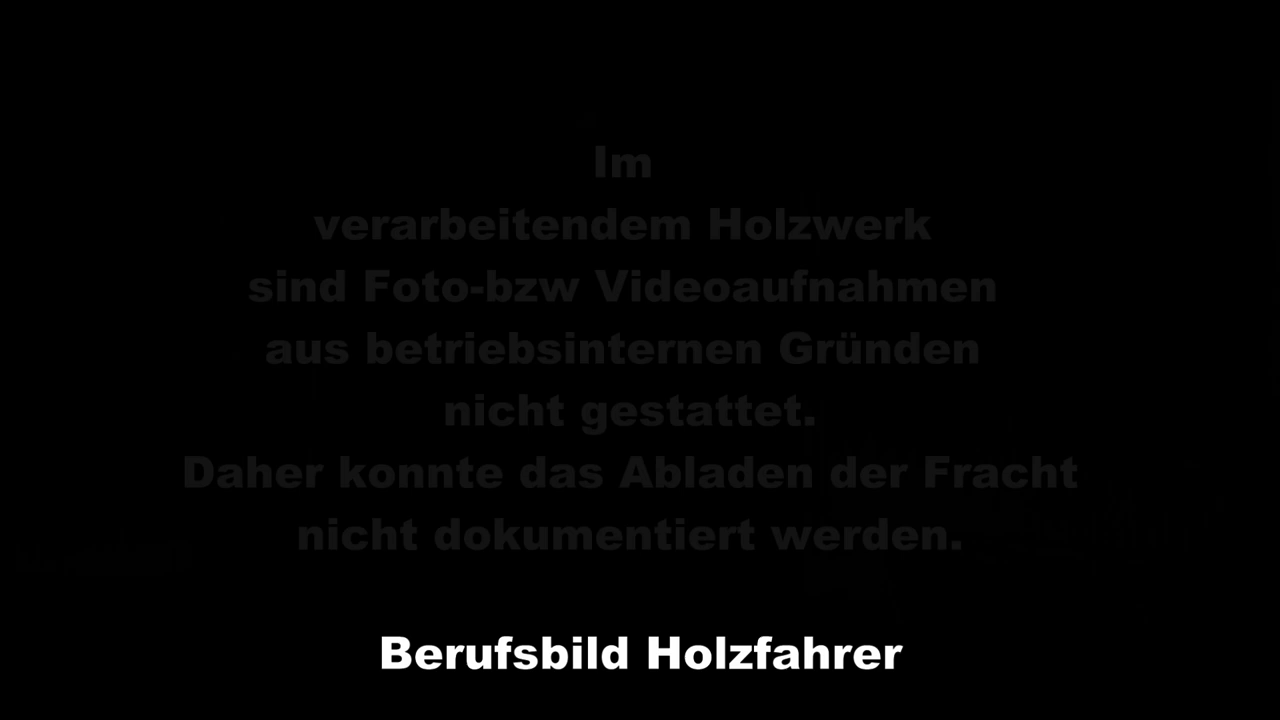 Im
verarbeitendem Holzwerk
sind Foto-bzw Videoaufnahmen
aus betriebsinternen Gründen
nicht gestattet.
Daher konnte das Abladen der Fracht
nicht dokumentiert werden.
Berufsbild Holzfahrer